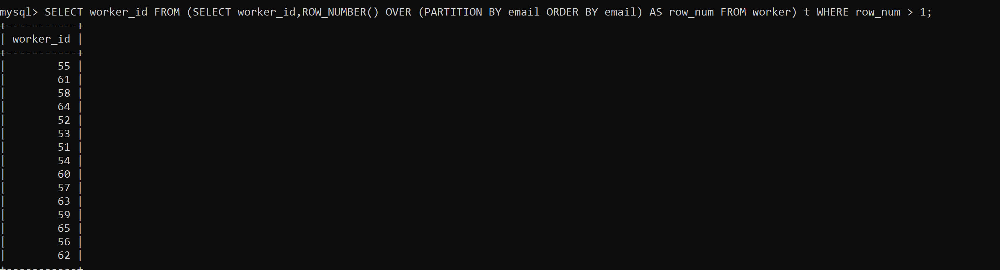 mysql> SELECT worker_id FROM (SELECT worker_id,ROW_NUMBER() OVER (PARTITION BY email ORDER BY email) AS row_num FROM worker) t WHERE row_num > 1;
+-----------+
| worker_id |
+-----------+
|        55 |
|        61 |
|        58 |
|        64 |
|        52 |
|        53 |
|        51 |
|        54 |
|        60 |
|        57 |
|        63 |
|        59 |
|        65 |
|        56 |
|        62 |
+-----------+